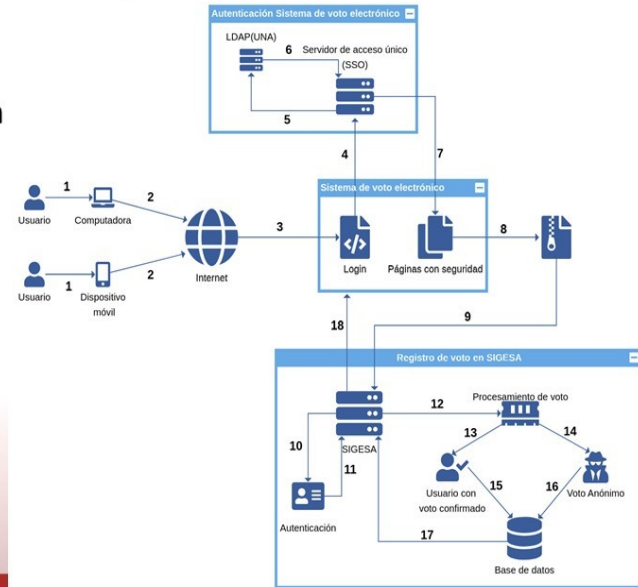 Autenticación Sistema de voto electrónico
LDAP(UNA)
6
Servidor de acceso único
(SSO)
5
4
7
1
2
Usuario
Computadora
3
Internet
Sistema de voto electrónico
Login
Páginas con seguridad
8
2
Usuario
1
Dispositivo
móvil
18
9
Registro de voto en SIGESA
12
Procesamiento de voto
13
14
10
SIGESA
11
Autenticación
Usuario con
voto confirmado
15
16
Voto Anónimo
17
Base de datos